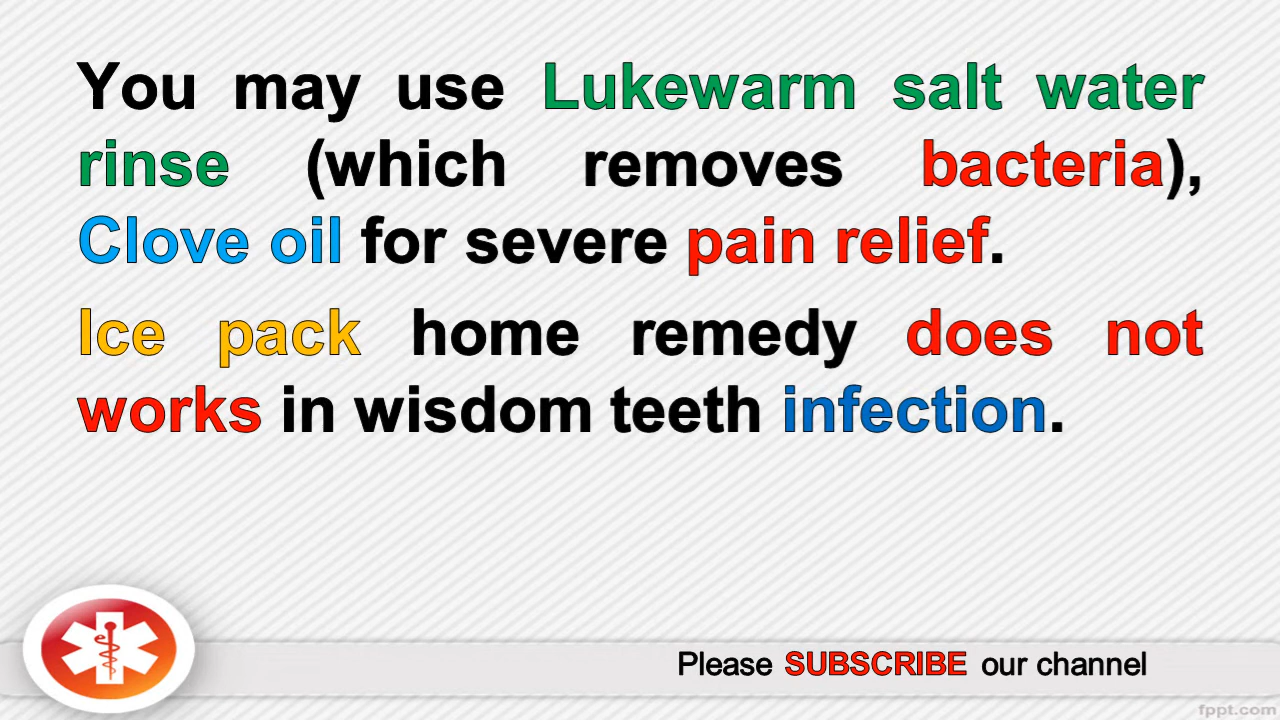 You may use Lukewarm salt water
rinse (which removes bacteria),
Clove oil for severe pain relief.
Ice pack home remedy does not
works in wisdom teeth infection.
Please SUBSCRIBE our channel
fppt.com